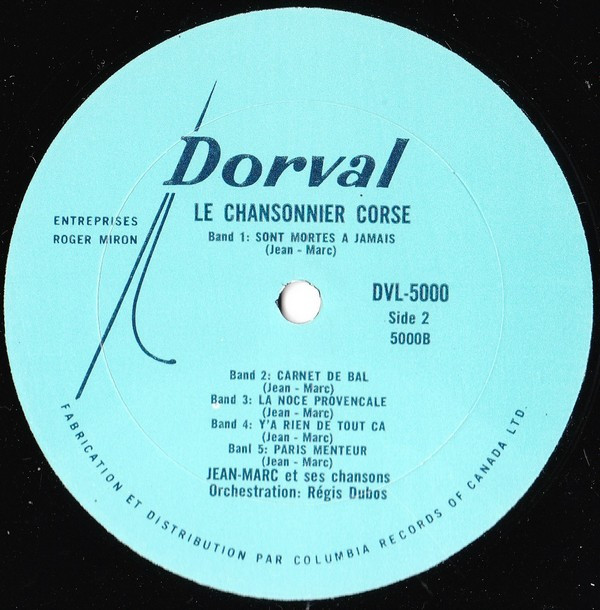 Dorval
LE CHANSONNIER CORSE
ENTREPRISES
ROGER MIRON
Band 1: SONT MORTES A JAMAIS
(Jean - Marc)
DVL-5000
Side 2
5000B
Band 2: CARNET DE BAL
(Jean - Marc)
Band 3: LA NOCE PROVENCALE
(Jean - Marc)
Band 4: Y'A RIEN DE TOUT CA
(Jean - Marc)
Banl 5: PARIS MENTEUR
(Jean - Marc)
JEAN-MARC et ses chansons
Orchestration: Régis Dubos
FABRICATION ET DISTRIBUTION PAR COLUMBIA RECORDS OF CANADA LTD.